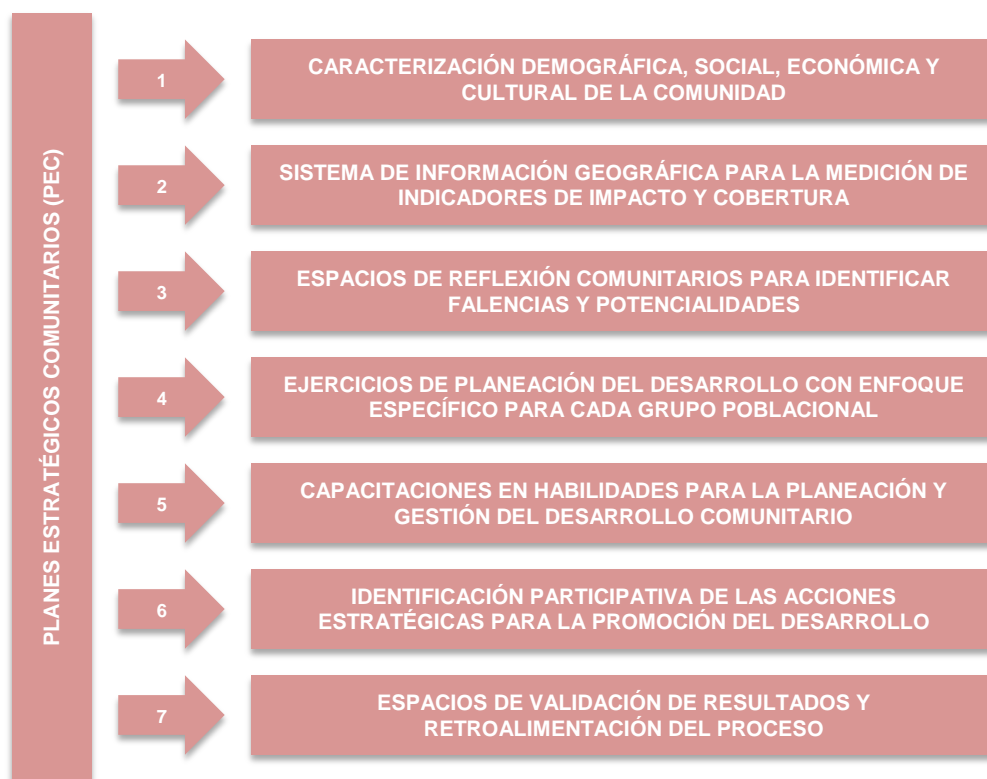 PLANES ESTRATÉGICOS COMUNITARIOS (PEC)
1
CARACTERIZACIÓN DEMOGRÁFICA, SOCIAL, ECONÓMICA Y
CULTURAL DE LA COMUNIDAD
2
SISTEMA DE INFORMACIÓN GEOGRÁFICA PARA LA MEDICIÓN DE
INDICADORES DE IMPACTO Y COBERTURA
3
ESPACIOS DE REFLEXIÓN COMUNITARIOS PARA IDENTIFICAR
FALENCIAS Y POTENCIALIDADES
4
EJERCICIOS DE PLANEACIÓN DEL DESARROLLO CON ENFOQUE
ESPECÍFICO PARA CADA GRUPO POBLACIONAL
5
CAPACITACIONES EN HABILIDADES PARA LA PLANEACIÓN Y
GESTIÓN DEL DESARROLLO COMUNITARIO
6
IDENTIFICACIÓN PARTICIPATIVA DE LAS ACCIONES
ESTRATÉGICAS PARA LA PROMOCIÓN DEL DESARROLLO
7
ESPACIOS DE VALIDACIÓN DE RESULTADOS Y
RETROALIMENTACIÓN DEL PROCESO